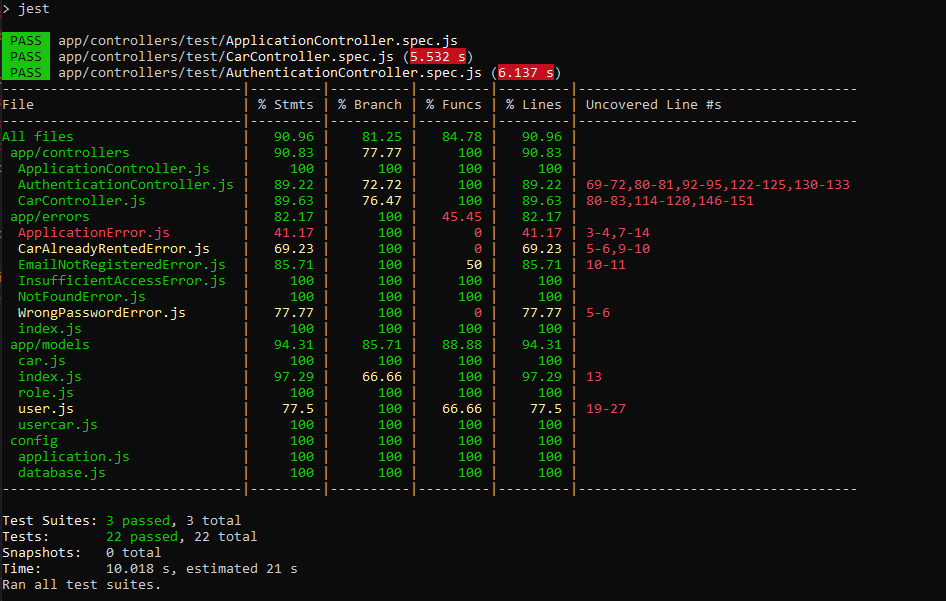 > jest
PASS app/controllers/test/ApplicationController.spec.js
PASS app/controllers/test/CarController.spec.js (5.532 s)
PASS app/controllers/test/AuthenticationController.spec.js (6.137 s)
------------------------------|---------|----------|---------|---------|-----------------------------------
File                          | % Stmts | % Branch | % Funcs | % Lines | Uncovered Line #s
------------------------------|---------|----------|---------|---------|-----------------------------------
All files                     |   90.96 |    81.25 |   84.78 |   90.96 |
 app/controllers              |   90.83 |    77.77 |     100 |   90.83 |
  ApplicationController.js    |     100 |      100 |     100 |     100 |
  AuthenticationController.js |   89.22 |    72.72 |     100 |   89.22 | 69-72,80-81,92-95,122-125,130-133
  CarController.js            |   89.63 |    76.47 |     100 |   89.63 | 80-83,114-120,146-151
 app/errors                   |   82.17 |      100 |   45.45 |   82.17 |
  ApplicationError.js         |   41.17 |      100 |       0 |   41.17 | 3-4,7-14
  CarAlreadyRentedError.js    |   69.23 |      100 |       0 |   69.23 | 5-6,9-10
  EmailNotRegisteredError.js  |   85.71 |      100 |      50 |   85.71 | 10-11
  InsufficientAccessError.js  |     100 |      100 |     100 |     100 |
  NotFoundError.js            |     100 |      100 |     100 |     100 |
  WrongPasswordError.js       |   77.77 |      100 |       0 |   77.77 | 5-6
  index.js                    |     100 |      100 |     100 |     100 |
 app/models                   |   94.31 |    85.71 |   88.88 |   94.31 |
  car.js                      |     100 |      100 |     100 |     100 |
  index.js                    |   97.29 |    66.66 |     100 |   97.29 | 13
  role.js                     |     100 |      100 |     100 |     100 |
  user.js                     |    77.5 |      100 |   66.66 |    77.5 | 19-27
  usercar.js                  |     100 |      100 |     100 |     100 |
 config                       |     100 |      100 |     100 |     100 |
  application.js              |     100 |      100 |     100 |     100 |
  database.js                 |     100 |      100 |     100 |     100 |
------------------------------|---------|----------|---------|---------|-----------------------------------
Test Suites: 3 passed, 3 total
Tests:       22 passed, 22 total
Snapshots:   0 total
Time:        10.018 s, estimated 21 s
Ran all test suites.